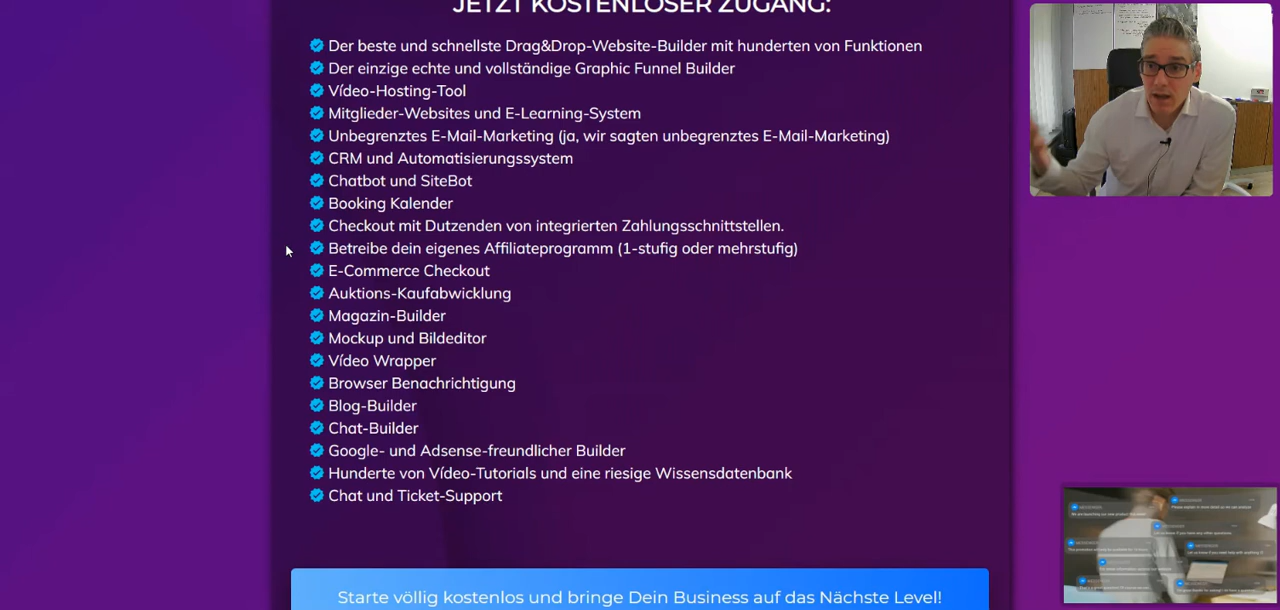 JETZT KOSTENLOSER ZUGANG:
Der beste und schnellste Drag&Drop-Website-Builder mit hunderten von Funktionen
Der einzige echte und vollständige Graphic Funnel Builder
Vídeo-Hosting-Tool
Mitglieder-Websites und E-Learning-System
Unbegrenztes E-Mail-Marketing (ja, wir sagten unbegrenztes E-Mail-Marketing)
CRM und Automatisierungssystem
Chatbot und SiteBot
Booking Kalender
Checkout mit Dutzenden von integrierten Zahlungsschnittstellen.
Betreibe dein eigenes Affiliateprogramm (1-stufig oder mehrstufig)
E-Commerce Checkout
Auktions-Kaufabwicklung
Magazin-Builder
Mockup und Bildeditor
Vídeo Wrapper
Browser Benachrichtigung
Blog-Builder
Chat-Builder
Google- und Adsense-freundlicher Builder
Hunderte von Vídeo-Tutorials und eine riesige Wissensdatenbank
Chat und Ticket-Support
Starte völlig kostenlos und bringe Dein Business auf das Nächste Level!